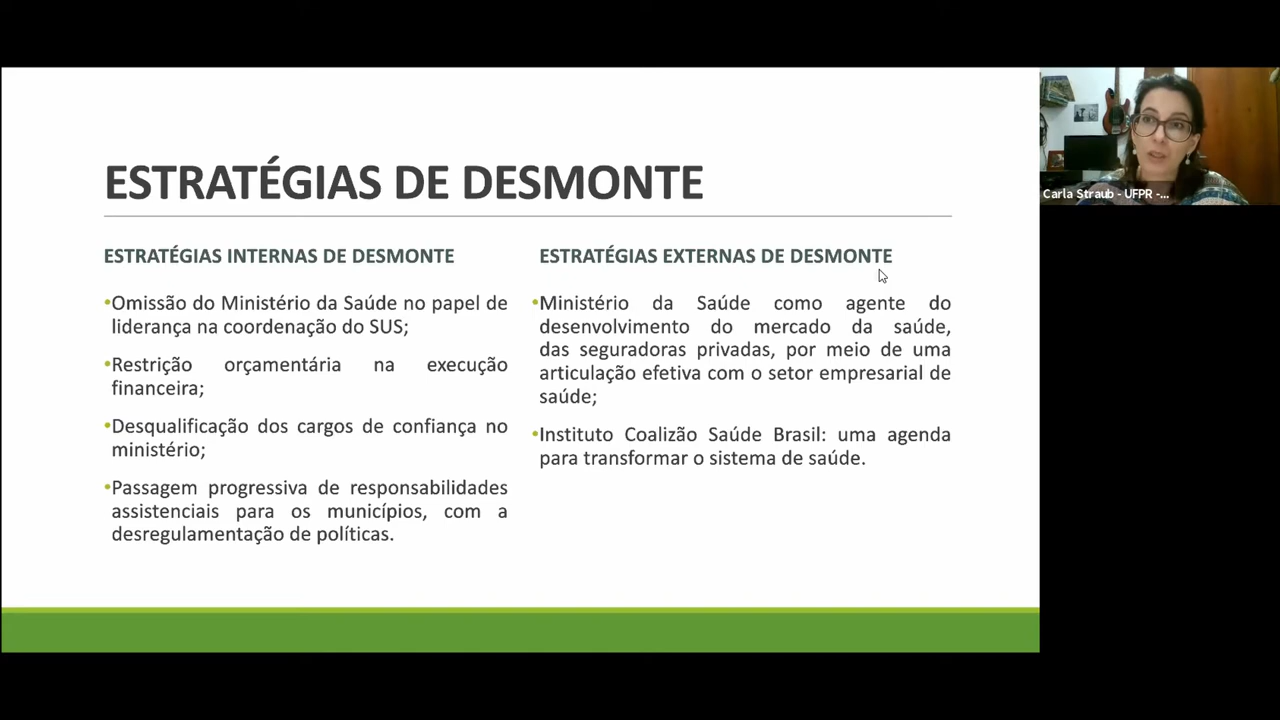 ESTRATÉGIAS DE DESMONTE
ESTRATÉGIAS INTERNAS DE DESMONTE
•Omissão do Ministério da Saúde no papel de
liderança na coordenação do SUS;
•Restrição orçamentária na execução
financeira;
•Desqualificação dos cargos de confiança no
ministério;
•Passagem progressiva de responsabilidades
assistenciais para os municípios, com a
desregulamentação de políticas.
ESTRATÉGIAS EXTERNAS DE DESMONTE
•Ministério da Saúde como agente do
desenvolvimento do mercado da saúde,
das seguradoras privadas, por meio de uma
articulação efetiva com o setor empresarial de
saúde;
•Instituto Coalizão Saúde Brasil: uma agenda
para transformar o sistema de saúde.
Carla Straub - UFPR -...